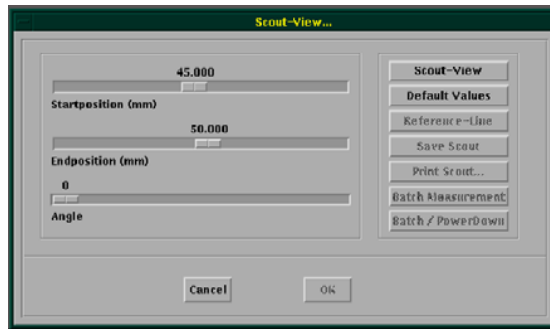 Scout-View...
45.000
Startposition (mm)
50.000
Endposition (mm)
0
Angle
Scout-View
Default Values
Reference-Line
Save Scout
Print Scout...
Batch Measurement
Batch / PowerDown
Cancel
OK